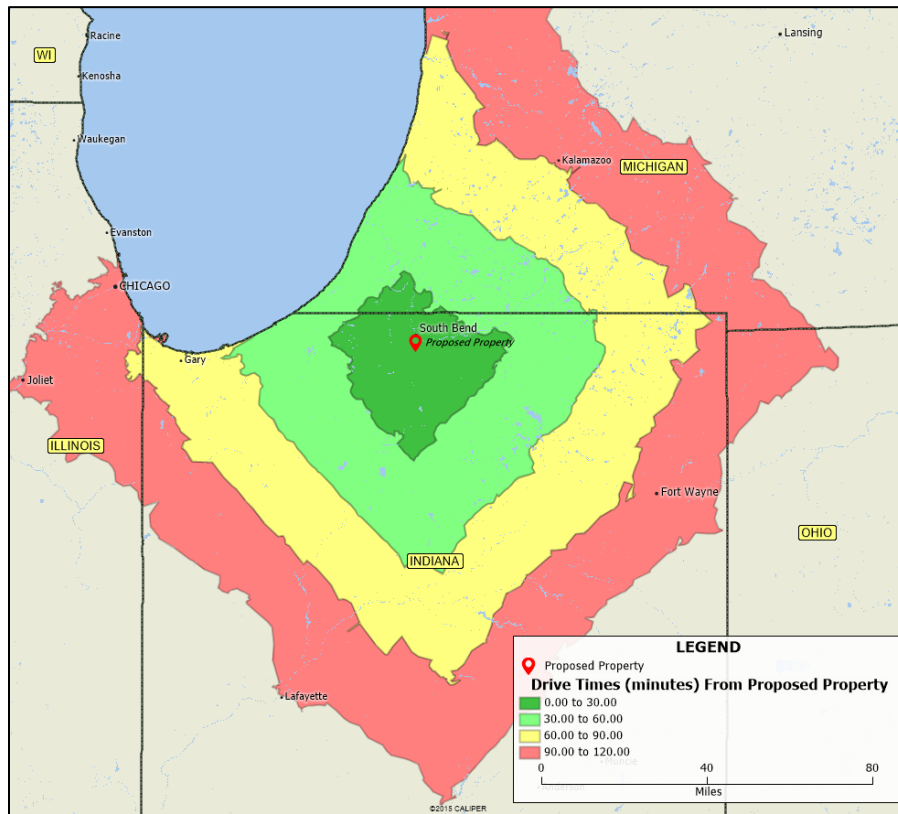 Racine
Lansing
WI
Kenosha
Waukegan
Kalamazoo
MICHIGAN
Evanston
CHICAGO
South Bend
Proposed Property
Gary
Joliet
ILLINOIS
Fort Wayne
OHIO
INDIANA
LEGEND
Proposed Property
Drive Times (minutes) From Proposed Property
0.00 to 30.00
30.00 to 60.00
60.00 to 90.00
90.00 to 120.00
Lafayette
Muncie
0 40 80
Anderson
Miles
©2015 CALIPER